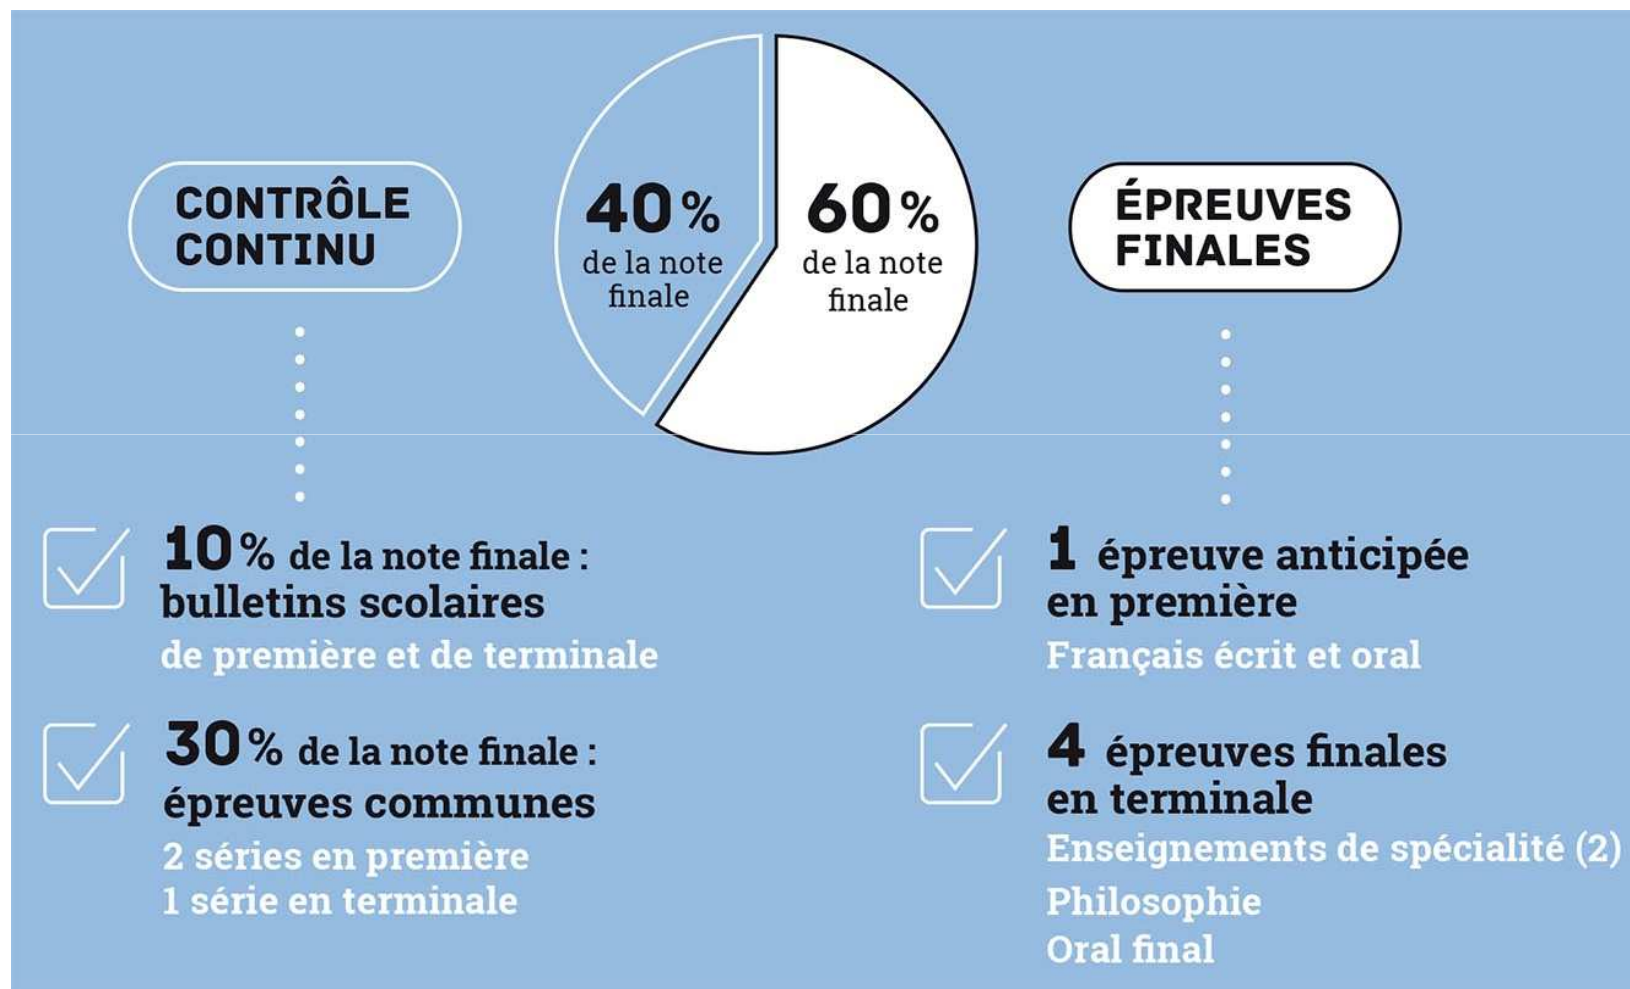 CONTRÔLE
CONTINU
40 %
de la note
finale
60 %
de la note
finale
ÉPREUVES
FINALES
10 % de la note finale :
bulletins scolaires
de première et de terminale
30 % de la note finale :
épreuves communes
2 séries en première
1 série en terminale
1 épreuve anticipée
en première
Français écrit et oral
4 épreuves finales
en terminale
Enseignements de spécialité (2)
Philosophie
Oral final